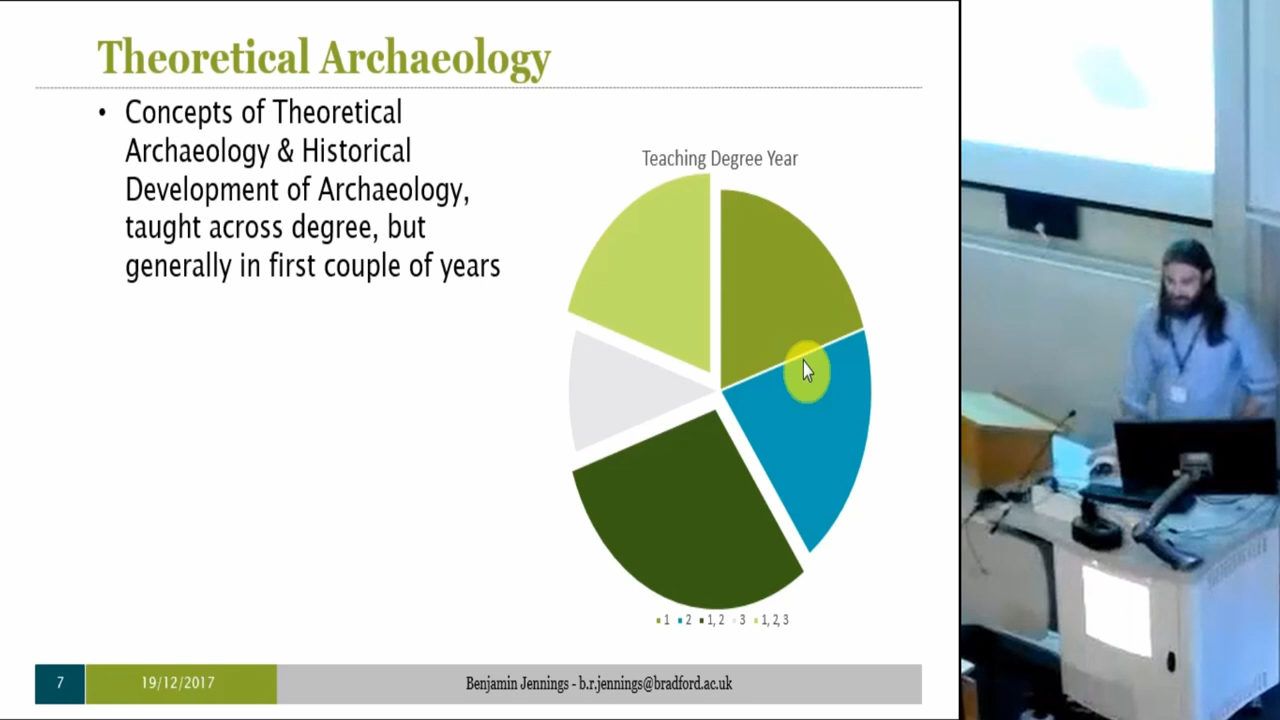 Theoretical Archaeology
• Concepts of Theoretical
Archaeology & Historical
Development of Archaeology,
taught across degree, but
generally in first couple of years
Teaching Degree Year
1 2 1, 2 3 1, 2, 3
7 19/12/2017 Benjamin Jennings - b.r.jennings@bradford.ac.uk